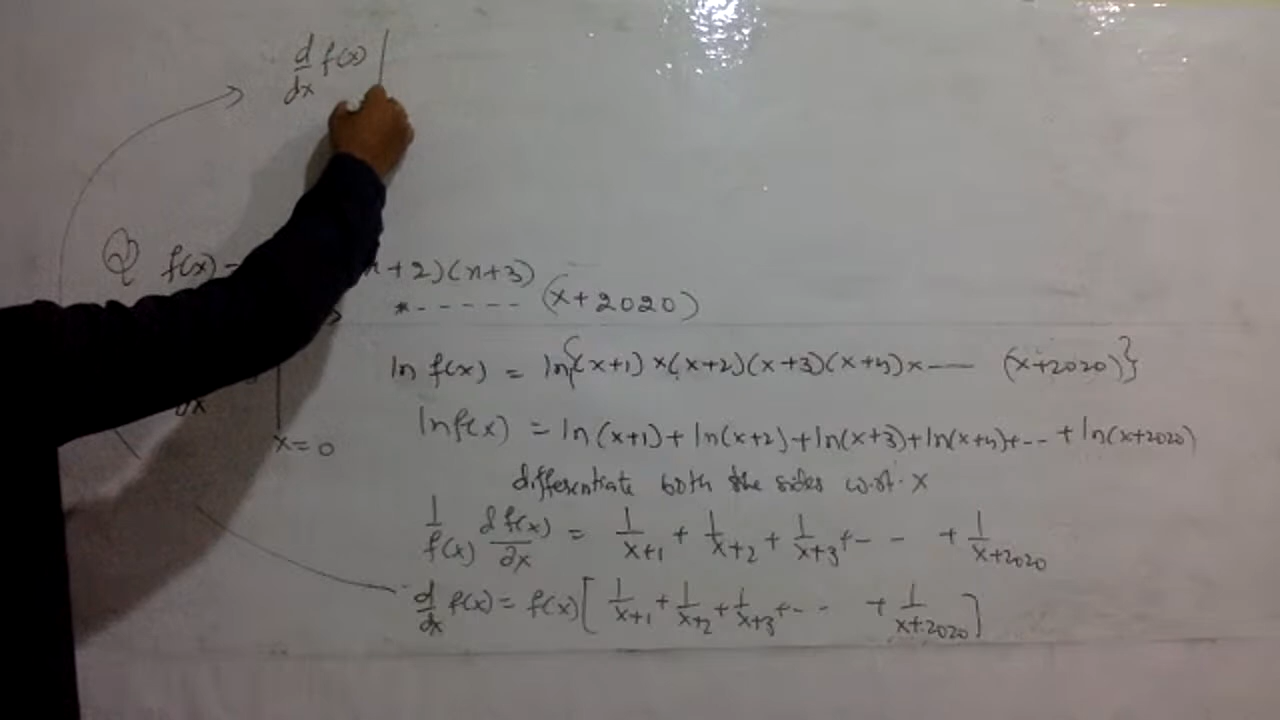 d/dx f(x) |
Q f(x) -
n+2)(n+3)
*- - - - - - (x+2020)
ln f(x) = ln{(x+1)×(x+2)(x+3)(x+4)×— — (x+2020)}
x=0
dx
lnf(x) = ln(x+1)+ln(x+2)+ln(x+3)+ln(x+4)+-- +ln(x+2020)
differentiate both the sides w.r.t. x
1/f(x) ∂f(x)/∂x = 1/x+1 + 1/x+2 + 1/x+3 +- - - + 1/x+2020
d/dx f(x) = f(x)[1/x+1 + 1/x+2 + 1/x+3 +- - - + 1/x+2020]